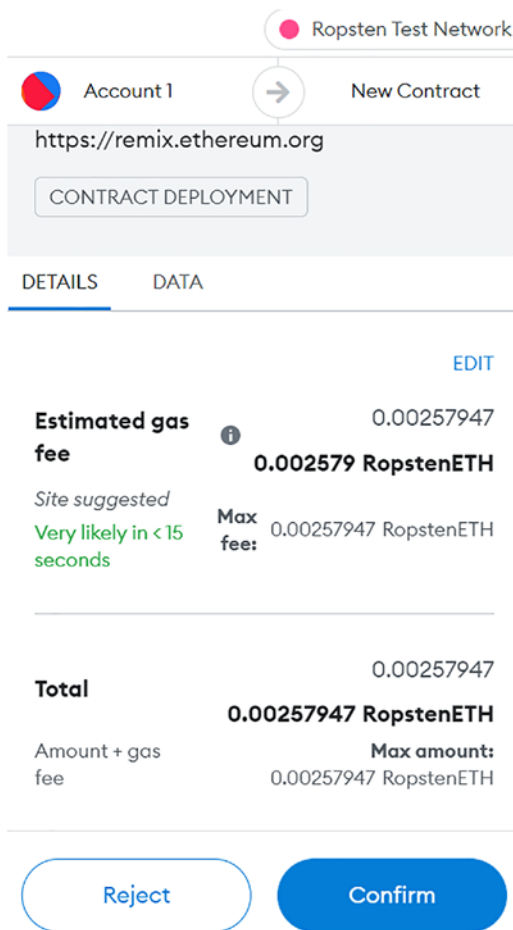 Ropsten Test Network
Account 1
New Contract
https://remix.ethereum.org
CONTRACT DEPLOYMENT
DETAILS
DATA
EDIT
Estimated gas
fee
0.00257947
0.002579 RopstenETH
Site suggested
Very likely in < 15
seconds
Max
fee:
0.00257947 RopstenETH
Total
0.00257947
0.00257947 RopstenETH
Amount + gas
fee
Max amount:
0.00257947 RopstenETH
Reject
Confirm